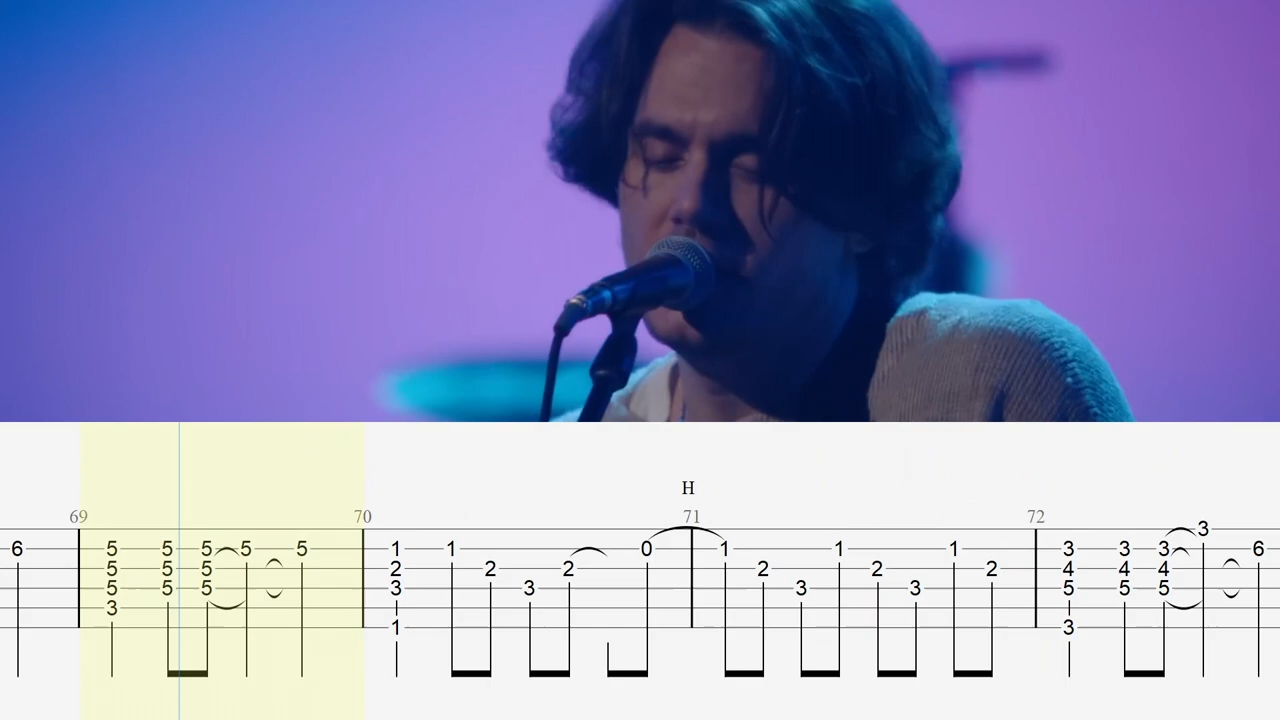 H
69 70 71 72
3
6 5 5 5 5 5 1 1 0 1 1 1 3 3 3 6
5 5 5 2 2 2 2 2 2 4 4 4
5 5 5 3 3 3 3 5 5 5
3
1 3